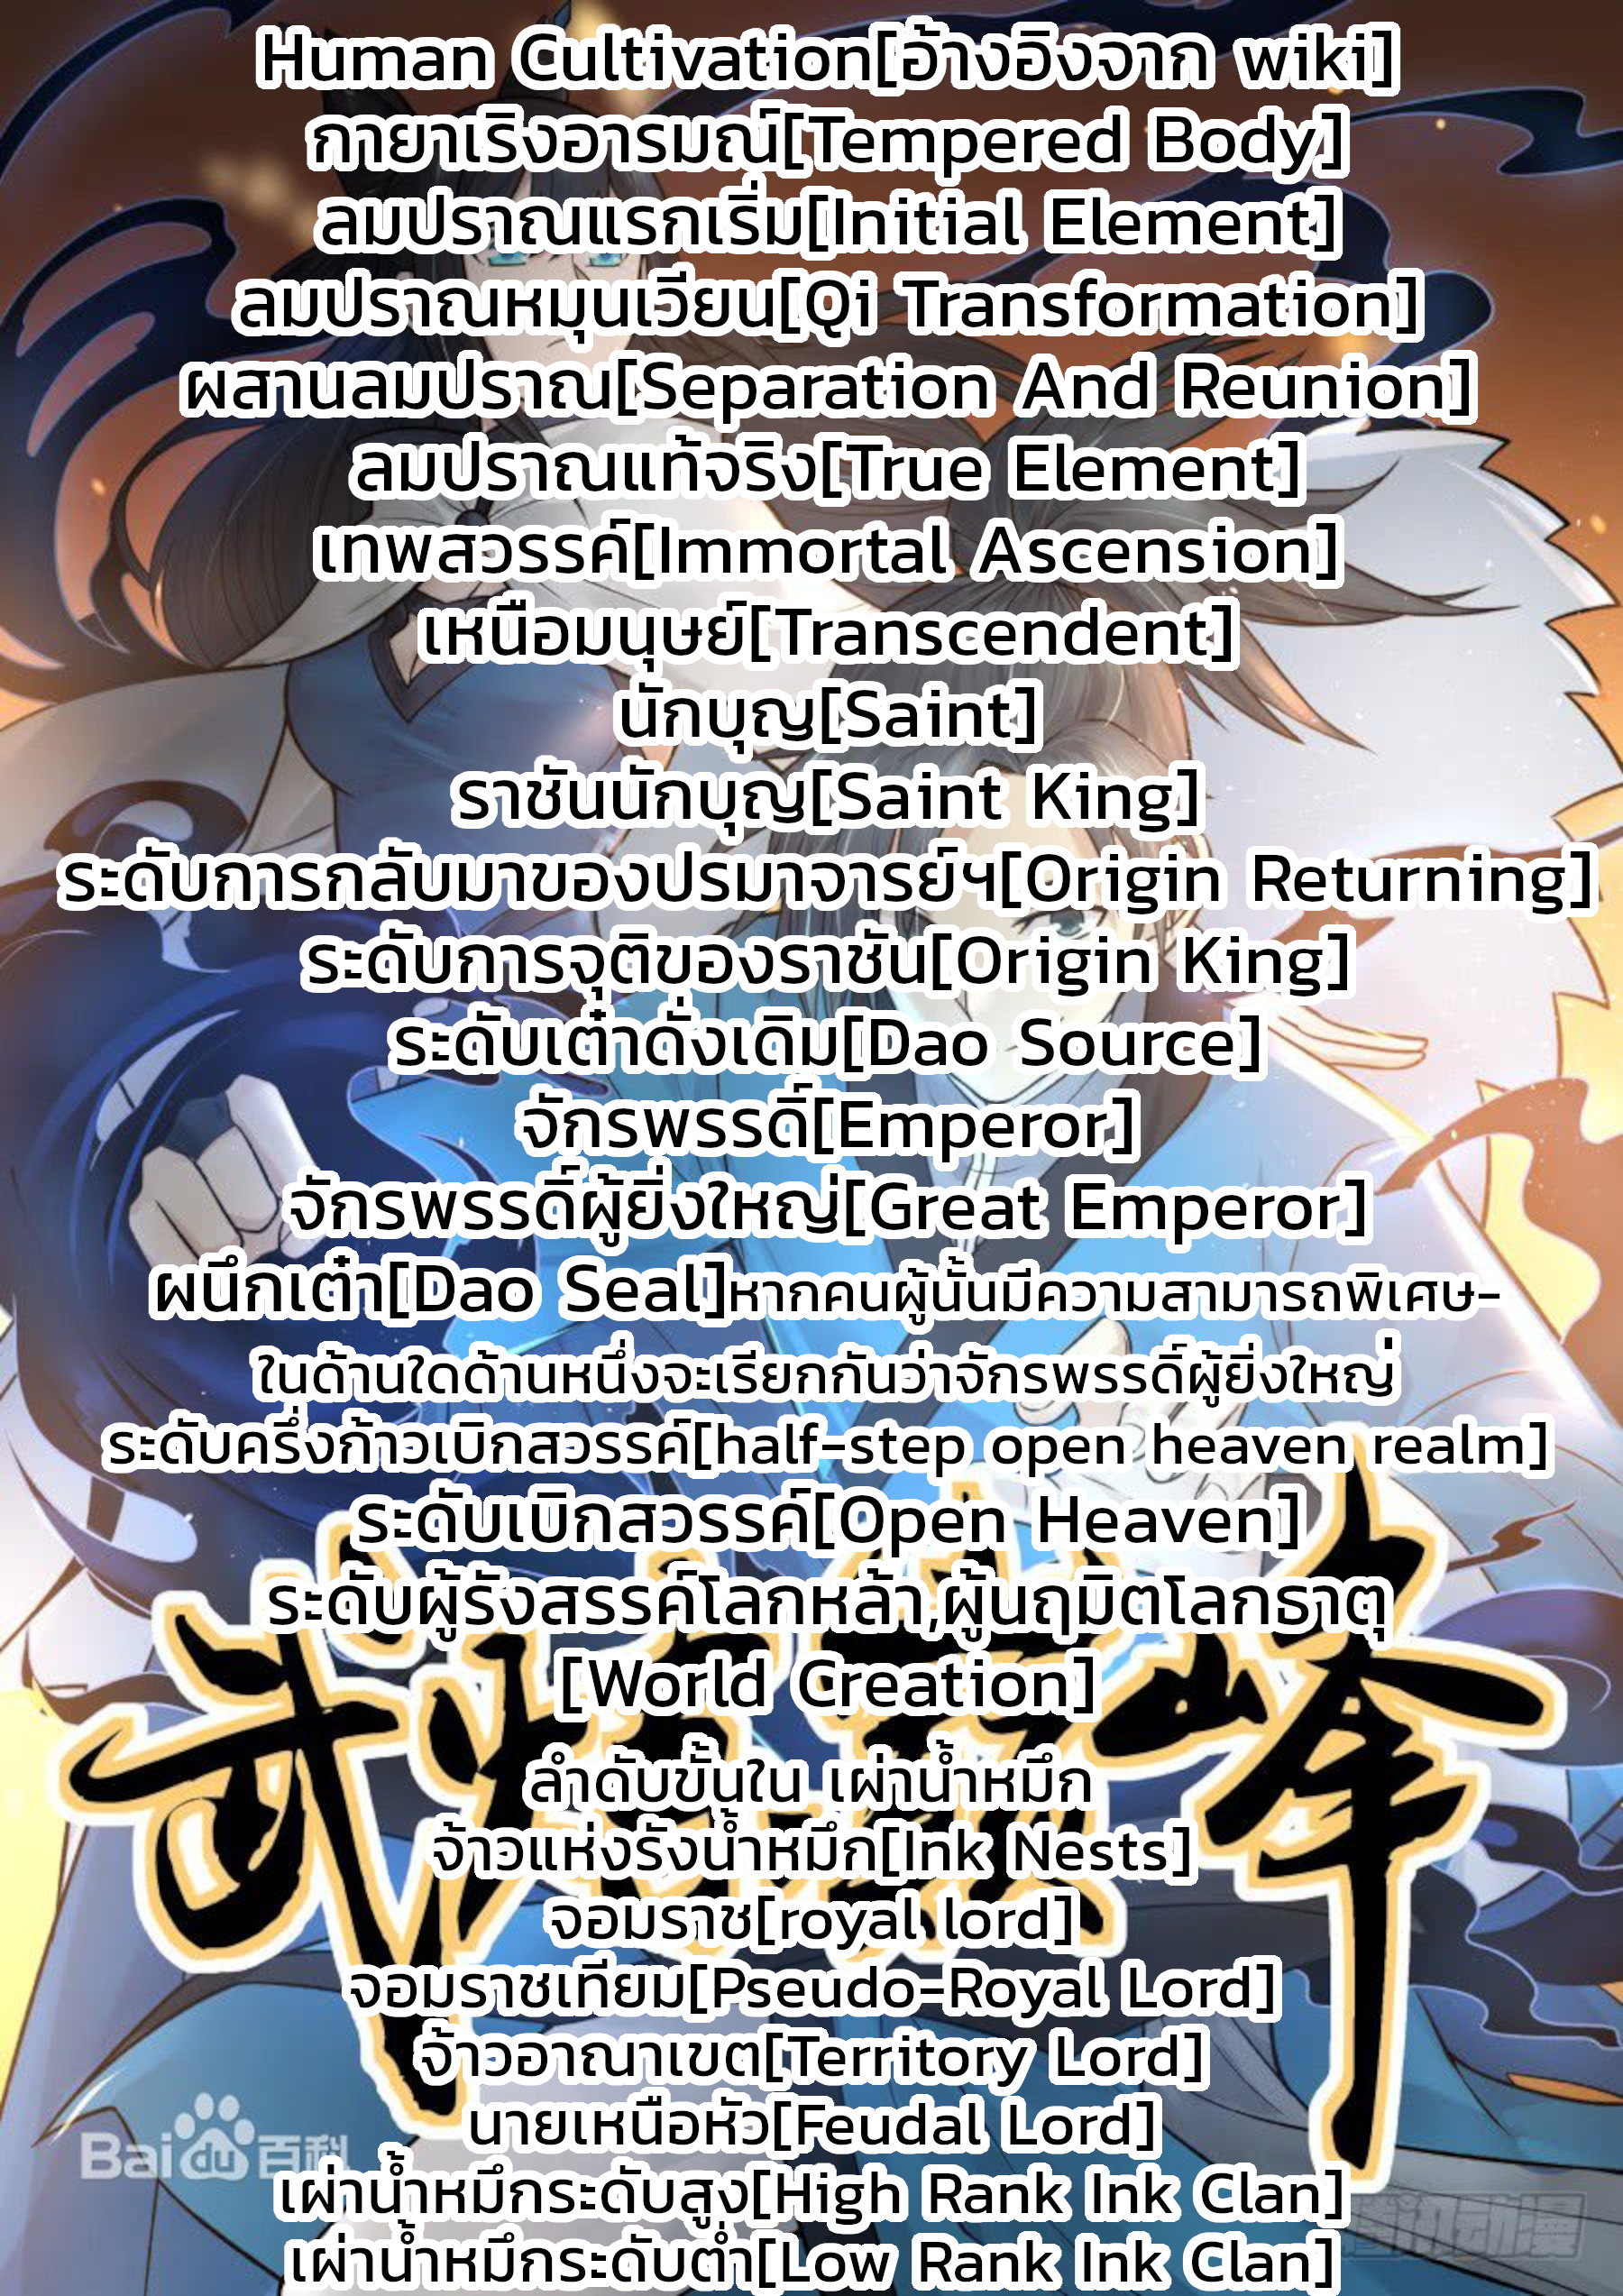 Human Cultivation[อ้างอิงจาก wiki]
กายาเริงอารมณ์[Tempered Body]
ลมปราณแรกเริ่ม[Initial Element]
ลมปราณหมุนเวียน[Qi Transformation]
ผสานลมปราณ[Separation And Reunion]
ลมปราณแท้จริง[True Element]
เทพสวรรค์[Immortal Ascension]
เหนือมนุษย์[Transcendent]
นักบุญ[Saint]
ราชันนักบุญ[Saint King]
ระดับการกลับมาของปรมาจารย์ฯ[Origin Returning]
ระดับการจุติของราชัน[Origin King]
ระดับเต๋าดั่งเดิม[Dao Source]
จักรพรรดิ์[Emperor]
จักรพรรดิ์ผู้ยิ่งใหญ่[Great Emperor]
ผนึกเต๋า[Dao Seal]หากคนผู้นั้นมีความสามารถพิเศษ-
ในด้านใดด้านหนึ่งจะเรียกกันว่าจักรพรรดิ์ผู้ยิ่งใหญ่
ระดับครึ่งก้าวเบิกสวรรค์[half-step open heaven realm]
ระดับเบิกสวรรค์[Open Heaven]
ระดับผู้รังสรรค์โลกหล้า,ผู้นฤมิตโลกธาตุ
[World Creation]
武 峰
ลำดับขั้นใน เผ่าน้ำหมึก
จ้าวแห่งรังน้ำหมึก[Ink Nests]
จอมราช[royal lord]
จอมราชเทียม[Pseudo-Royal Lord]
จ้าวอาณาเขต[Territory Lord]
นายเหนือหัว[Feudal Lord]
Baidu百科
เผ่าน้ำหมึกระดับสูง[High Rank Ink Clan]
เผ่าน้ำหมึกระดับต่ำ[Low Rank Ink Clan]